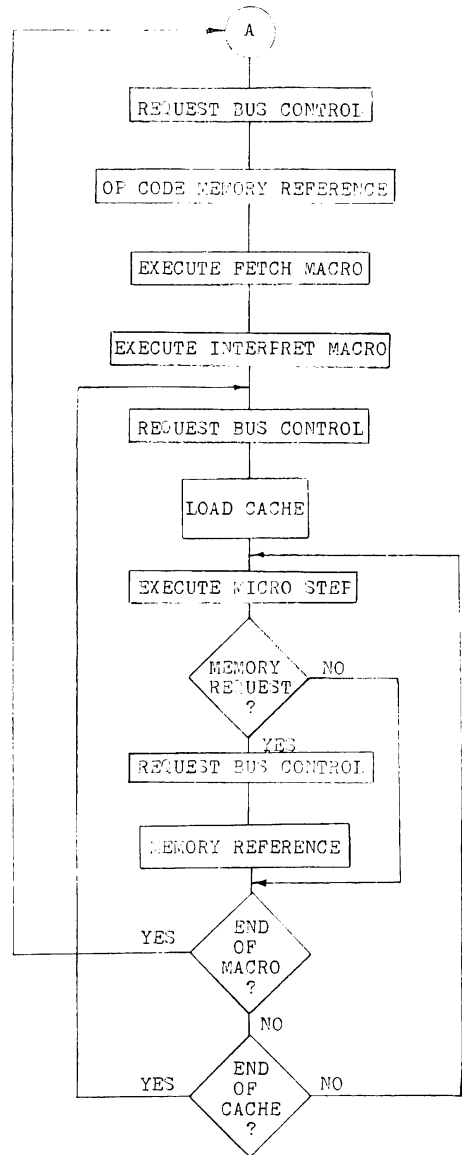 A
REQUEST BUS CONTROL
OP CODE MEMORY REFERENCE
EXECUTE FETCH MACRO
EXECUTE INTERPRET MACRO
REQUEST BUS CONTROL
LOAD CACHE
EXECUTE MICRO STEP
MEMORY
REQUEST
?
NO
YES
REQUEST BUS CONTROL
MEMORY REFERENCE
YES
END
OF
MACRO
?
NO
YES
END
OF
CACHE
?
NO